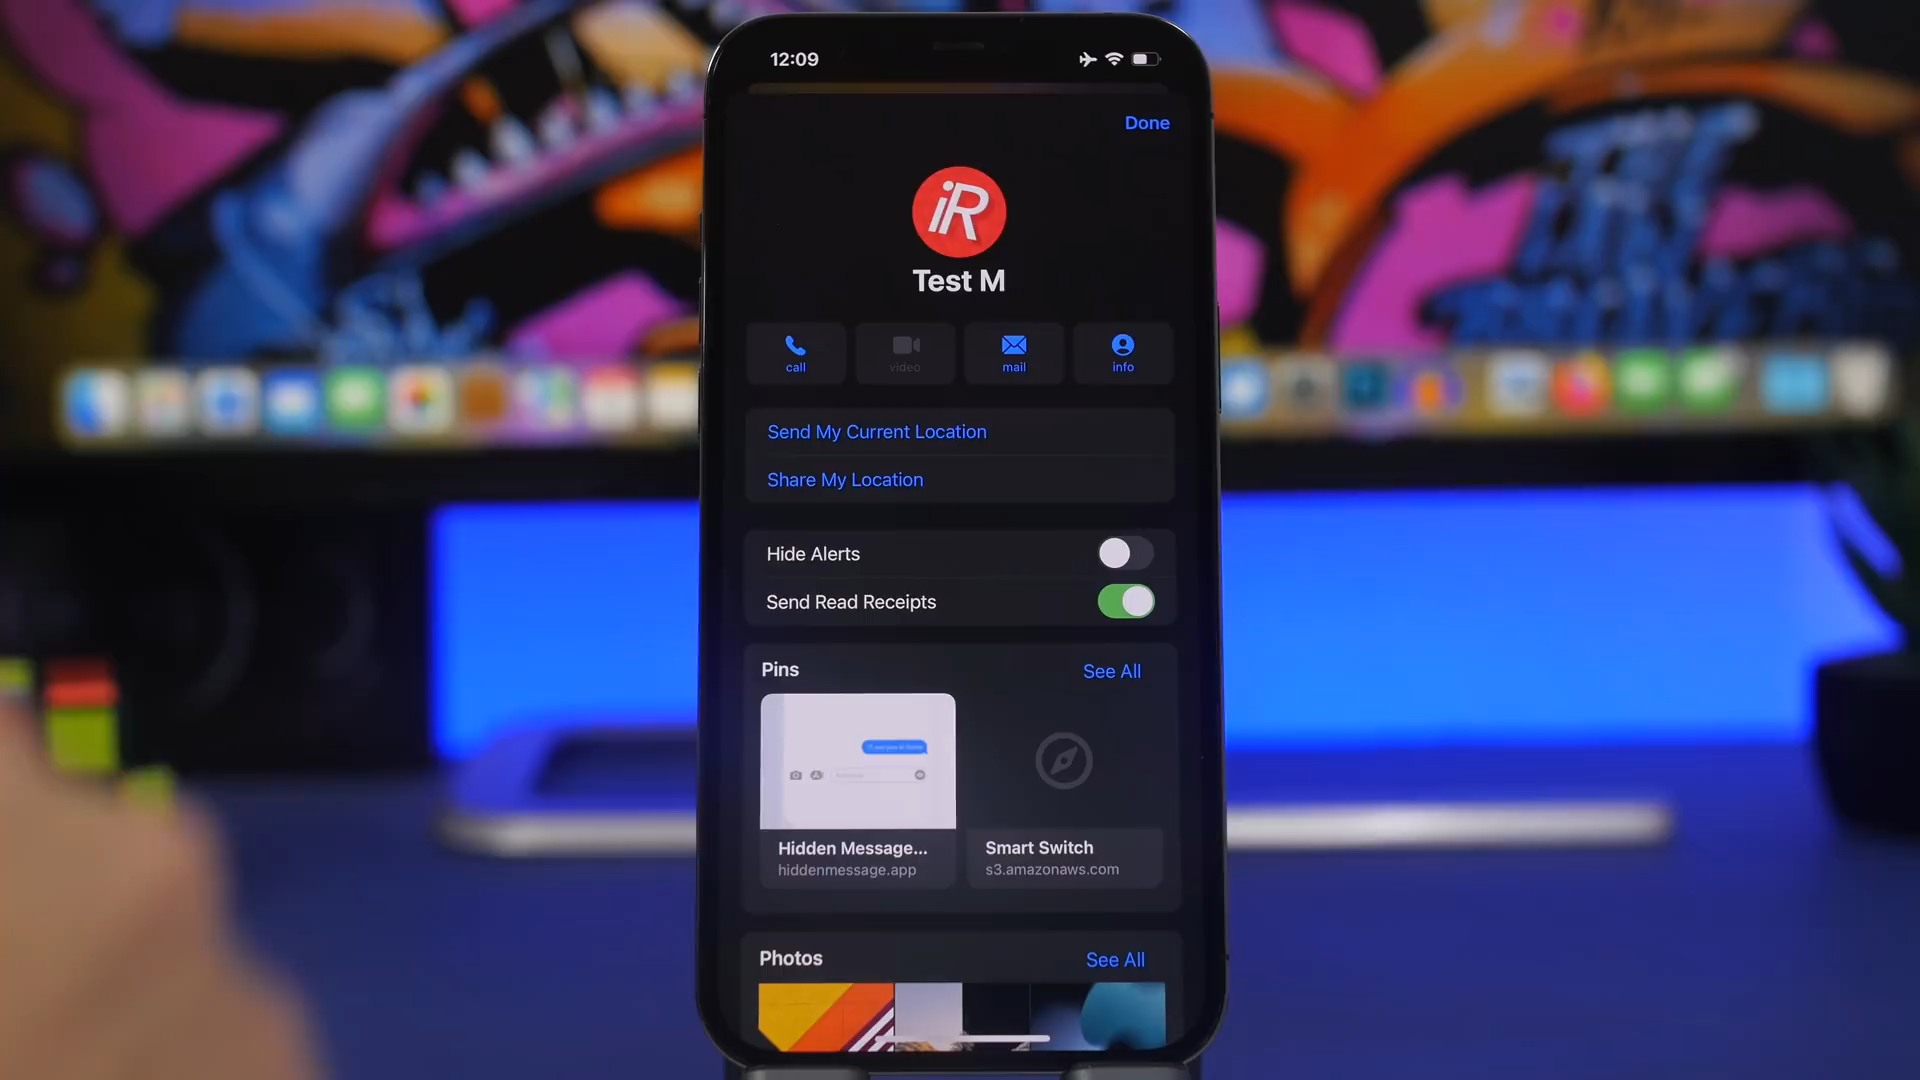 12:09
Done
iR
Test M
call
video
mail
info
Send My Current Location
Share My Location
Hide Alerts
Send Read Receipts
Pins
See All
Hidden Message...
hiddenmessage.app
Smart Switch
s3.amazonaws.com
Photos
See All